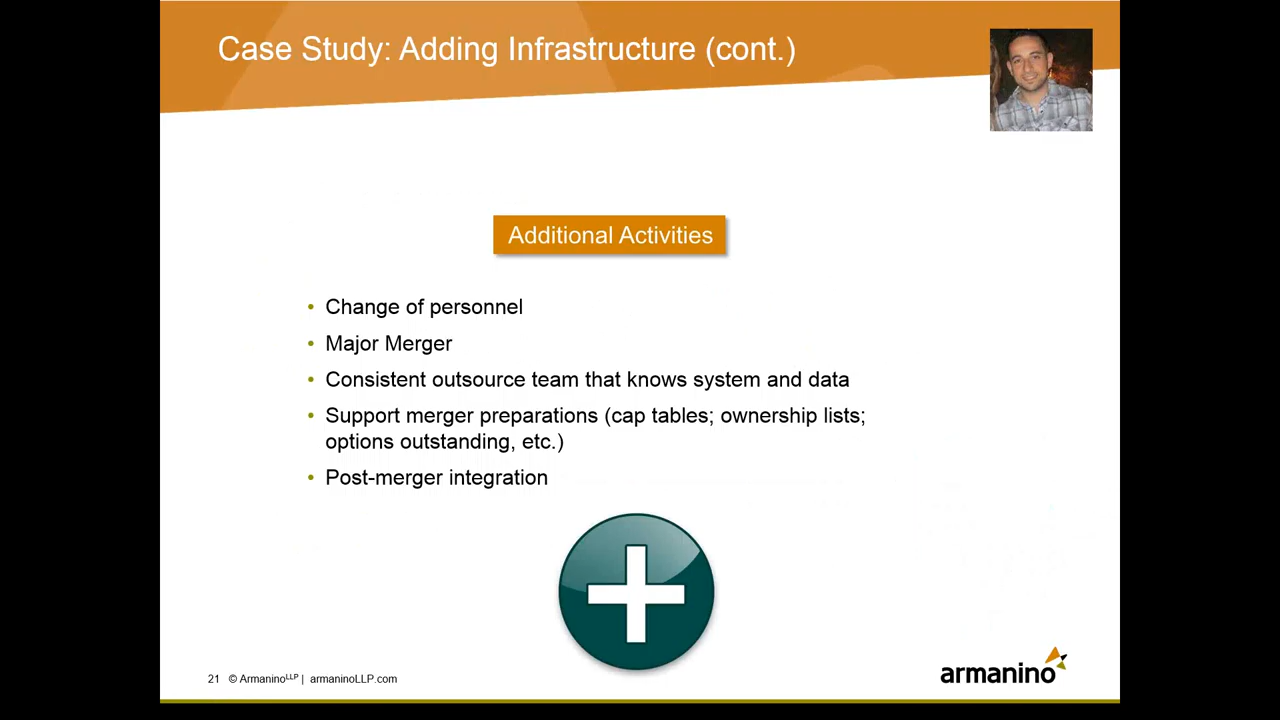 Case Study: Adding Infrastructure (cont.)
Additional Activities
• Change of personnel
• Major Merger
• Consistent outsource team that knows system and data
• Support merger preparations (cap tables; ownership lists;
options outstanding, etc.)
• Post-merger integration
21 © ArmaninoLLP | armaninoLLP.com
armanino